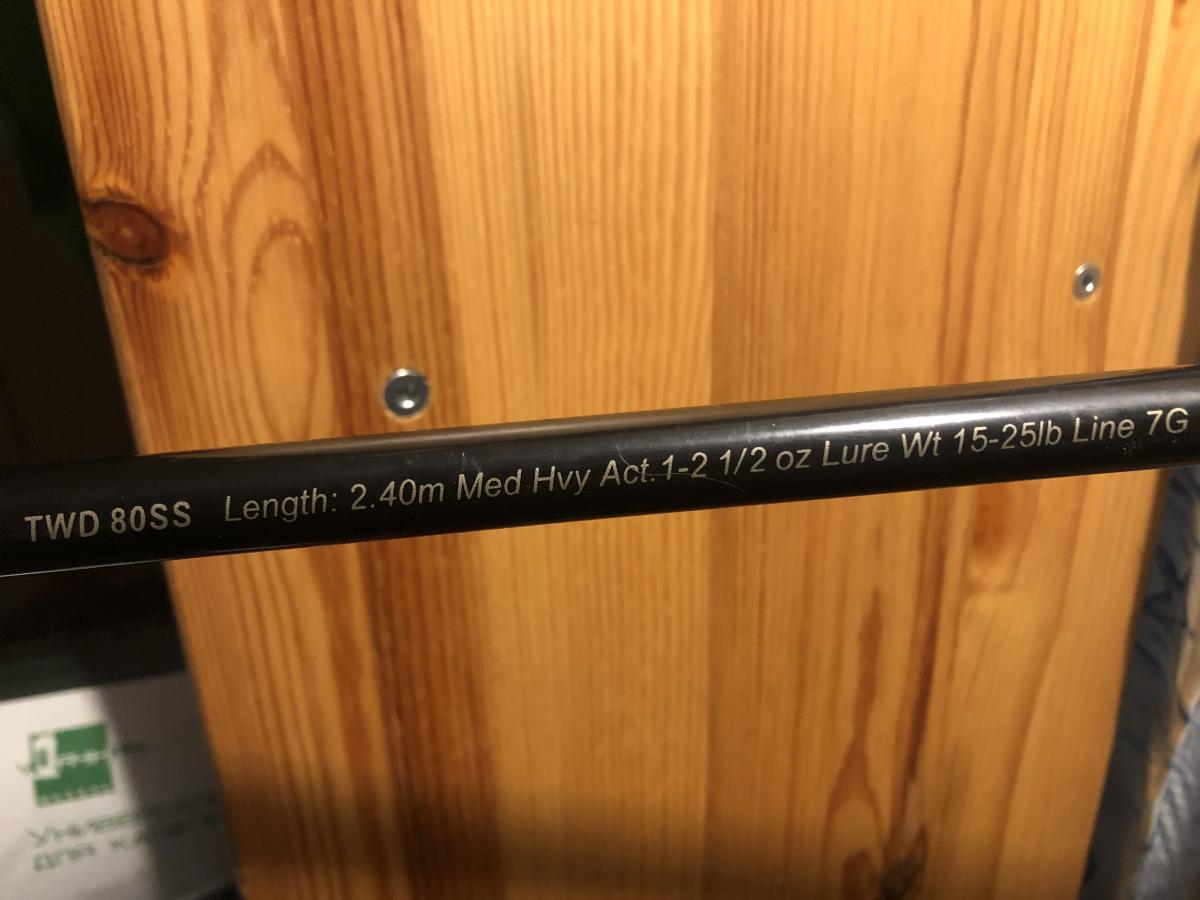 TWD 80SS Length: 2.40m Med Hvy Act.1-2 1/2 oz Lure Wt 15-25lb Line 7G